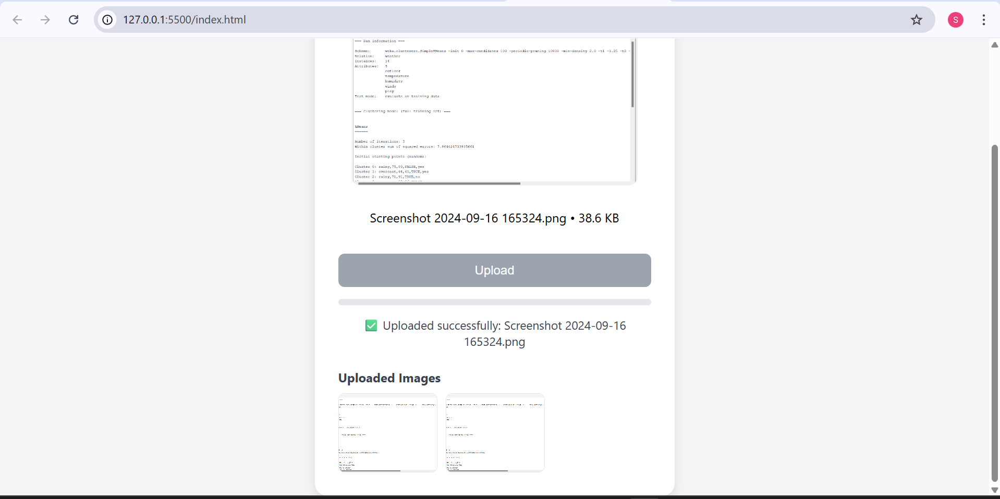 127.0.0.1:5500/index.html
S
=== Run information ===
Scheme: weka.clusterers.SimpleKMeans -init 0 -max-candidates 100 -periodic-pruning 10000 -min-density 2.0 -t1 -1.25 -t2 -
Relation: weather
Instances: 14
Attributes: 5
outlook
temperature
humidity
windy
play
Test mode: evaluate on training data
=== Clustering model (full training set) ===
kMeans
======
Number of iterations: 3
Within cluster sum of squared errors:
Initial starting points (random):
Cluster 0: rainy,75,80,FALSE,yes
Cluster 1: overcast,64,65,TRUE,yes
Cluster 2: rainy,71,91,TRUE,no
Screenshot 2024-09-16 165324.png • 38.6 KB
Upload
✅ Uploaded successfully: Screenshot 2024-09-16
165324.png
Uploaded Images